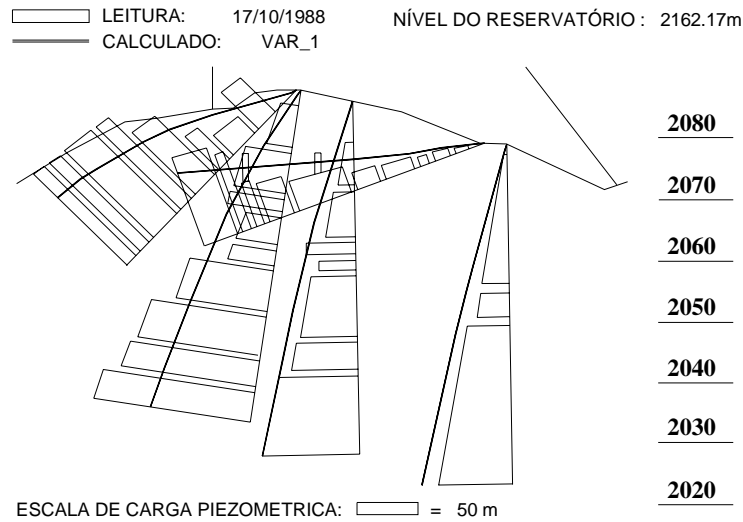 LEITURA: 17/10/1988 NÍVEL DO RESERVATÓRIO : 2162.17m
CALCULADO: VAR_1
2080
2070
2060
2050
2040
2030
2020
ESCALA DE CARGA PIEZOMETRICA: = 50 m